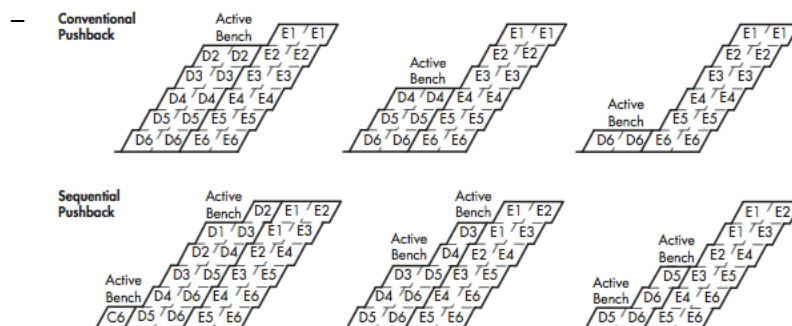 –
Conventional
Pushback
Active
Bench
E1 E1
D2 D2 E2 E2
D3 D3 E3 E3
D4 D4 E4 E4
D5 D5 E5 E5
D6 D6 E6 E6
Active
Bench
E1 E1
E2 E2
E3 E3
D4 D4 E4 E4
D5 D5 E5 E5
D6 D6 E6 E6
Active
Bench
E1 E1
E2 E2
E3 E3
E4 E4
E5 E5
D6 D6 E6 E6
Sequential
Pushback
Active
Bench
D2 E1 E2
D1 D3 E1 E3
D2 D4 E2 E4
D3 D5 E3 E5
Active
Bench
D4 D6 E4 E6
C6 D5 D6 E5 E6
Active
Bench
E1 E2
D3 E1 E3
Active
Bench
D4 E2 E4
D3 D5 E3 E5
D4 D6 E4 E6
D5 D6 E5 E6
E1 E2
E1 E3
Active
Bench
E2 E4
D5 E3 E5
Active
Bench
D6 E4 E6
D5 D6 E5 E6